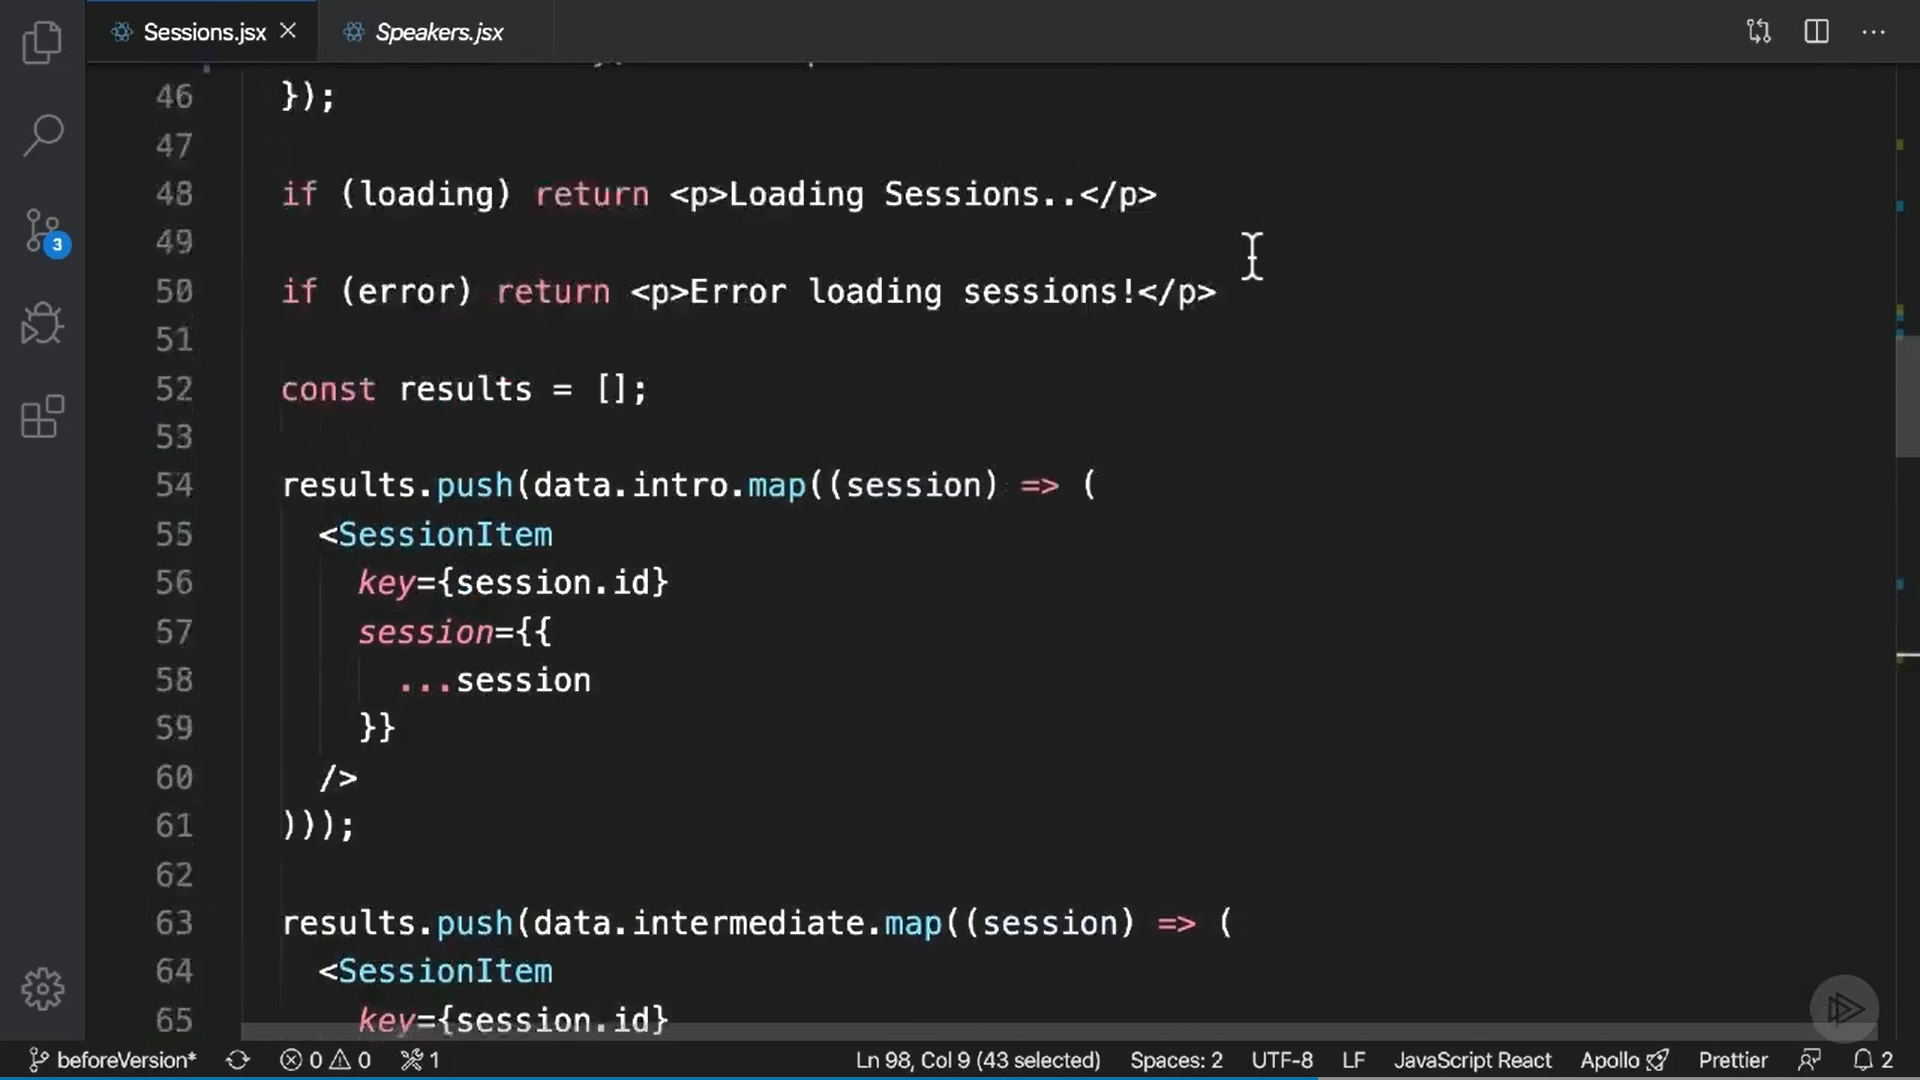 Sessions.jsx
Speakers.jsx
46 });
47
48 if (loading) return <p>Loading Sessions..</p>
49
50 if (error) return <p>Error loading sessions!</p>
51
52 const results = [];
53
54 results.push(data.intro.map((session) => (
55 <SessionItem
56 key={session.id}
57 session={{
58 ...session
59 }}
60 />
61 )));
62
63 results.push(data.intermediate.map((session) => (
64 <SessionItem
65 key={session.id}
3
beforeVersion* 0 0 1 Ln 98, Col 9 (43 selected) Spaces: 2 UTF-8 LF JavaScript React Apollo Prettier 2